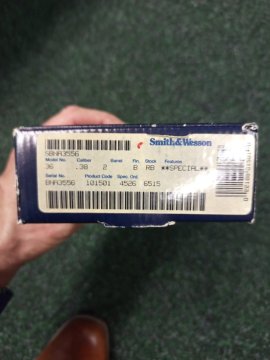 SBHA3556
Smith&Wesson
Model No. Caliber Barrel Fin. Stock Features
36 .38 2 B RB **SPECIAL**
Serial No. Product Code Spec. Ord.
BHA3556 101501 4526 6515